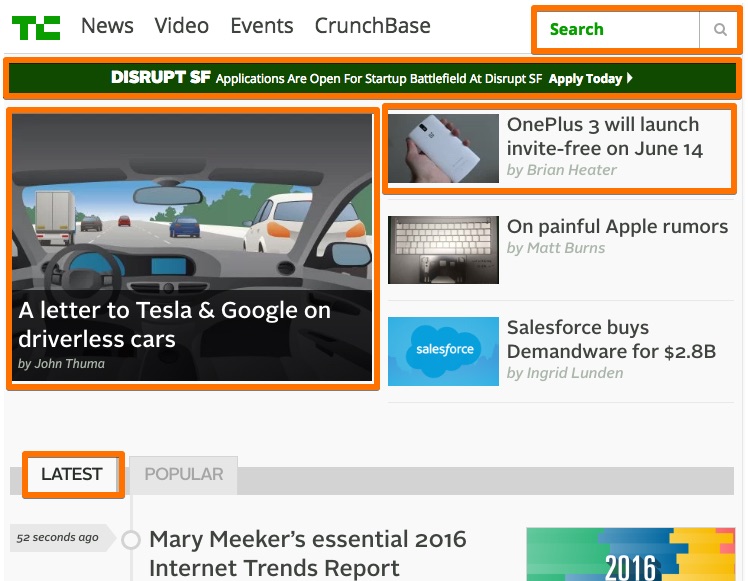 TC News Video Events CrunchBase Search
DISRUPT SF Applications Are Open For Startup Battlefield At Disrupt SF Apply Today
A letter to Tesla & Google on
driverless cars
by John Thuma
OnePlus 3 will launch
invite-free on June 14
by Brian Heater
On painful Apple rumors
by Matt Burns
salesforce
Salesforce buys
Demandware for $2.8B
by Ingrid Lunden
LATEST POPULAR
52 seconds ago
Mary Meeker's essential 2016
Internet Trends Report
2016